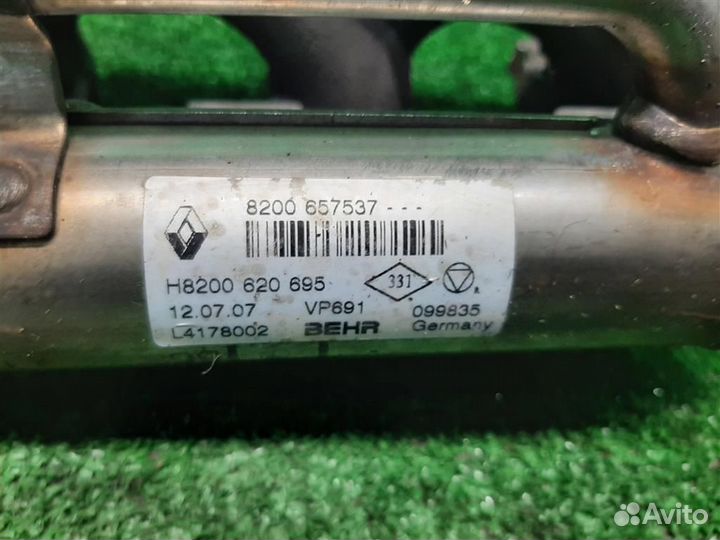 8200 657537 - - -
H8200 620 695 331
12.07.07 VP691 099835
L4178002 BEHR Germany
Avito